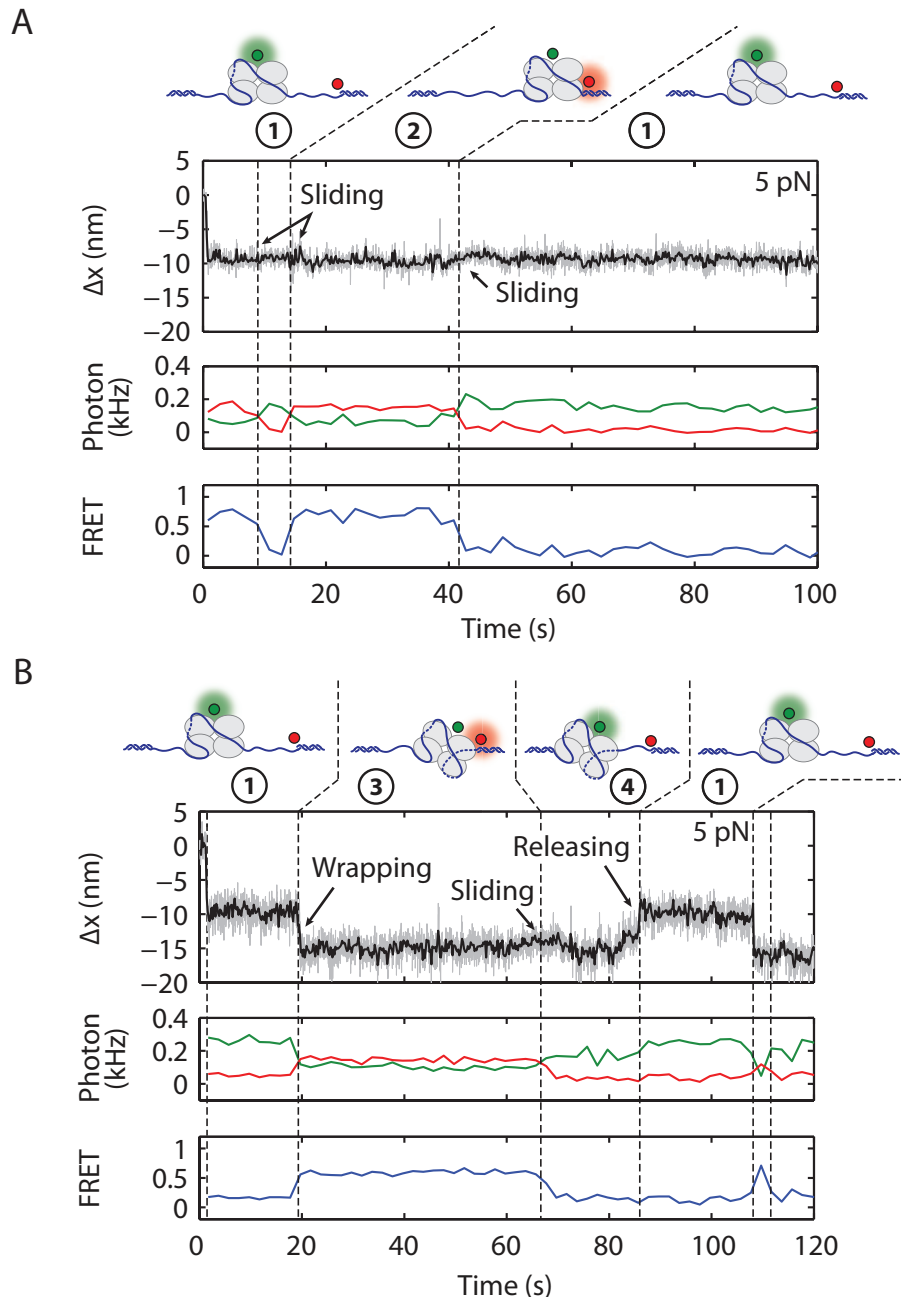 A
1 2 1
5 pN
Sliding
Sliding
Δx (nm)
5
0
−5
−10
−15
−20
Photon
(kHz)
0.4
0.2
0
FRET
1
0.5
0
0 20 40 60 80 100
Time (s)
B
1 3 4 1
5 pN
Wrapping
Sliding
Releasing
Δx (nm)
5
0
−5
−10
−15
−20
Photon
(kHz)
0.4
0.2
0
FRET
1
0.5
0
0 20 40 60 80 100 120
Time (s)